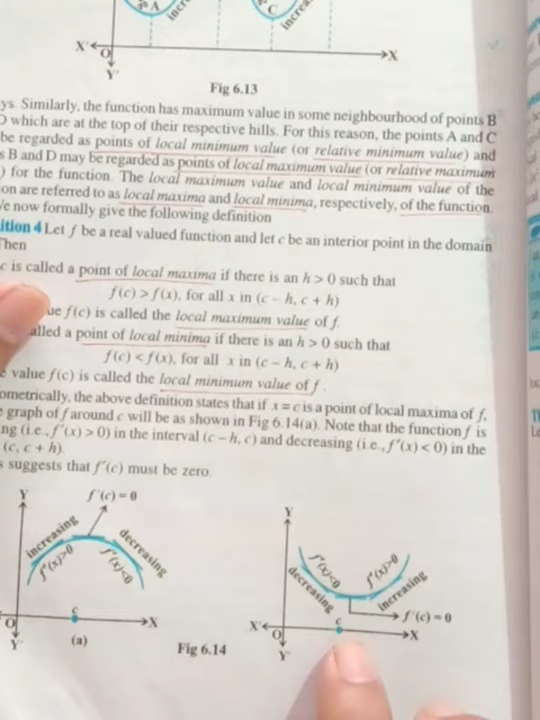 A
C
X'
O
X
Y'
Fig 6.13
ys. Similarly, the function has maximum value in some neighbourhood of points B
D which are at the top of their respective hills. For this reason, the points A and C
be regarded as points of local minimum value (or relative minimum value) and
s B and D may be regarded as points of local maximum value (or relative maximum
) for the function. The local maximum value and local minimum value of the
on are referred to as local maxima and local minima, respectively, of the function.
e now formally give the following definition
ition 4 Let f be a real valued function and let c be an interior point in the domain
Then
c is called a point of local maxima if there is an h > 0 such that
f(c) > f(x), for all x in (c – h, c + h)
ue f(c) is called the local maximum value of f.
alled a point of local minima if there is an h > 0 such that
f(c) < f(x), for all x in (c – h, c + h)
e value f(c) is called the local minimum value of f .
ometrically, the above definition states that if x = c is a point of local maxima of f,
e graph of f around c will be as shown in Fig 6.14(a). Note that the function f is
ng (i.e., f'(x) > 0) in the interval (c – h, c) and decreasing (i.e., f'(x) < 0) in the
(c, c + h).
s suggests that f'(c) must be zero.
Y
f'(c) = 0
increasing
f'(x)>0
f'(x)<0
decreasing
c
O
X
Y'
(a)
Fig 6.14
Y
f'(x)<0
decreasing
f'(x)>0
increasing
f'(c) = 0
c
X'
O
X
Y'